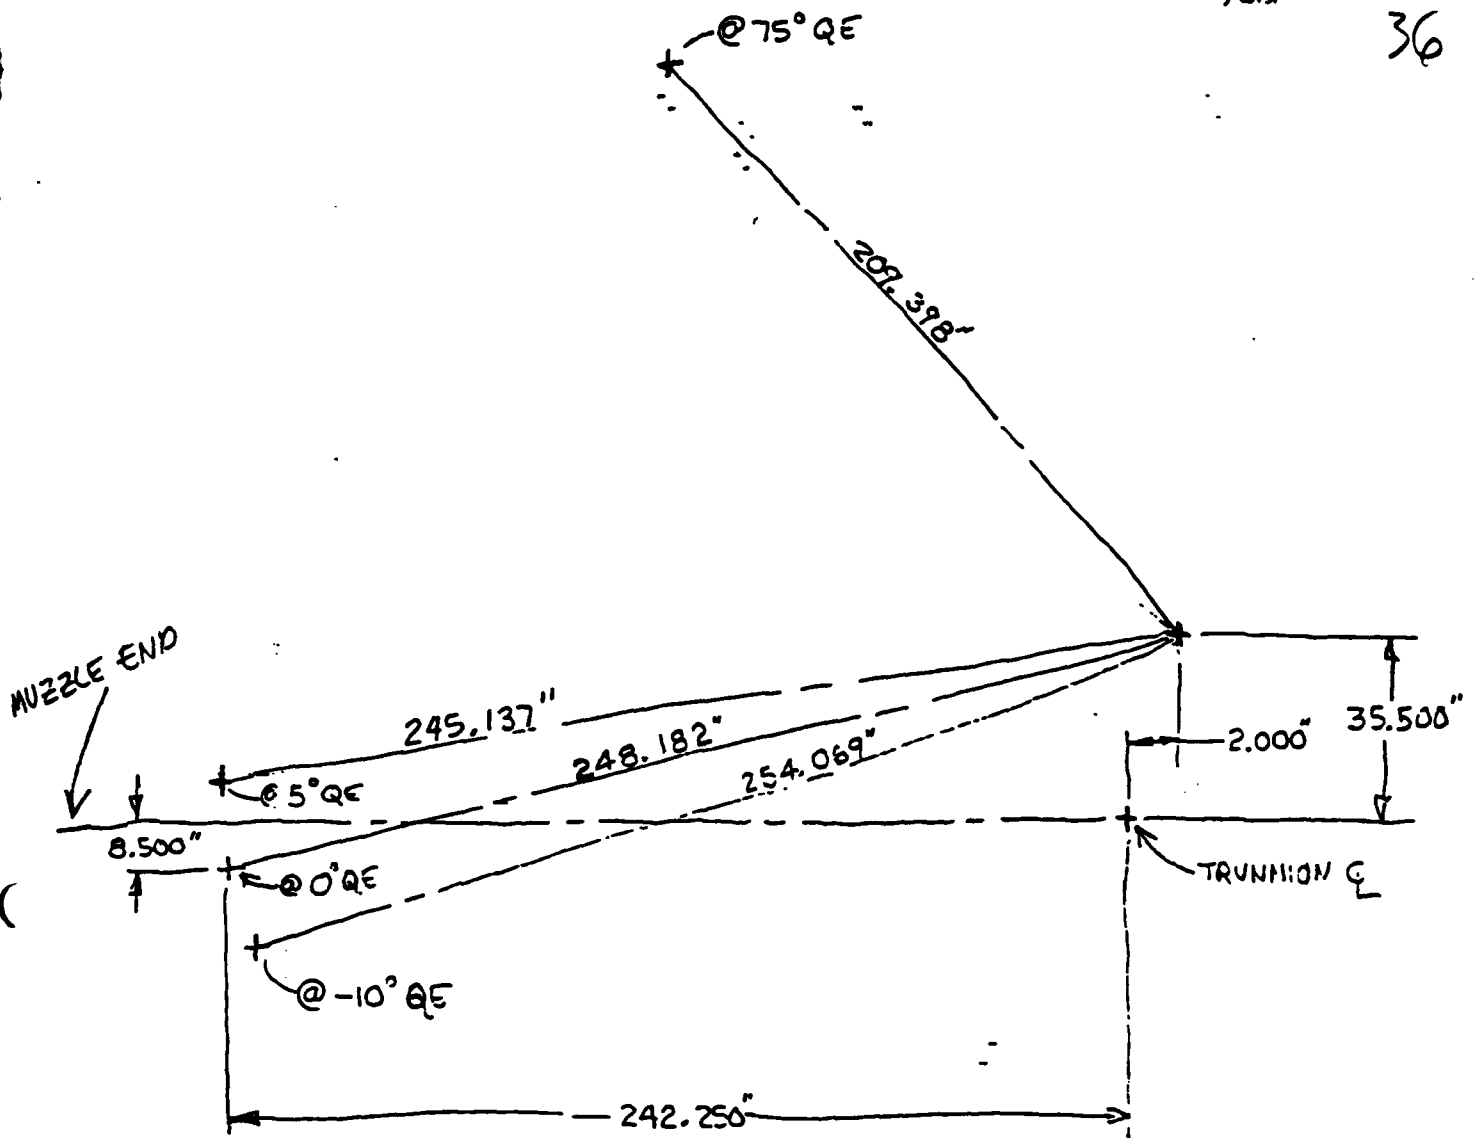 36
@ 75° QE
209.398"
MUZZLE END
245.137"
248.182"
254.069"
35.500"
2.000"
@ 5° QE
8.500"
@ 0° QE
TRUNNION ℄
@ -10° QE
242.250"